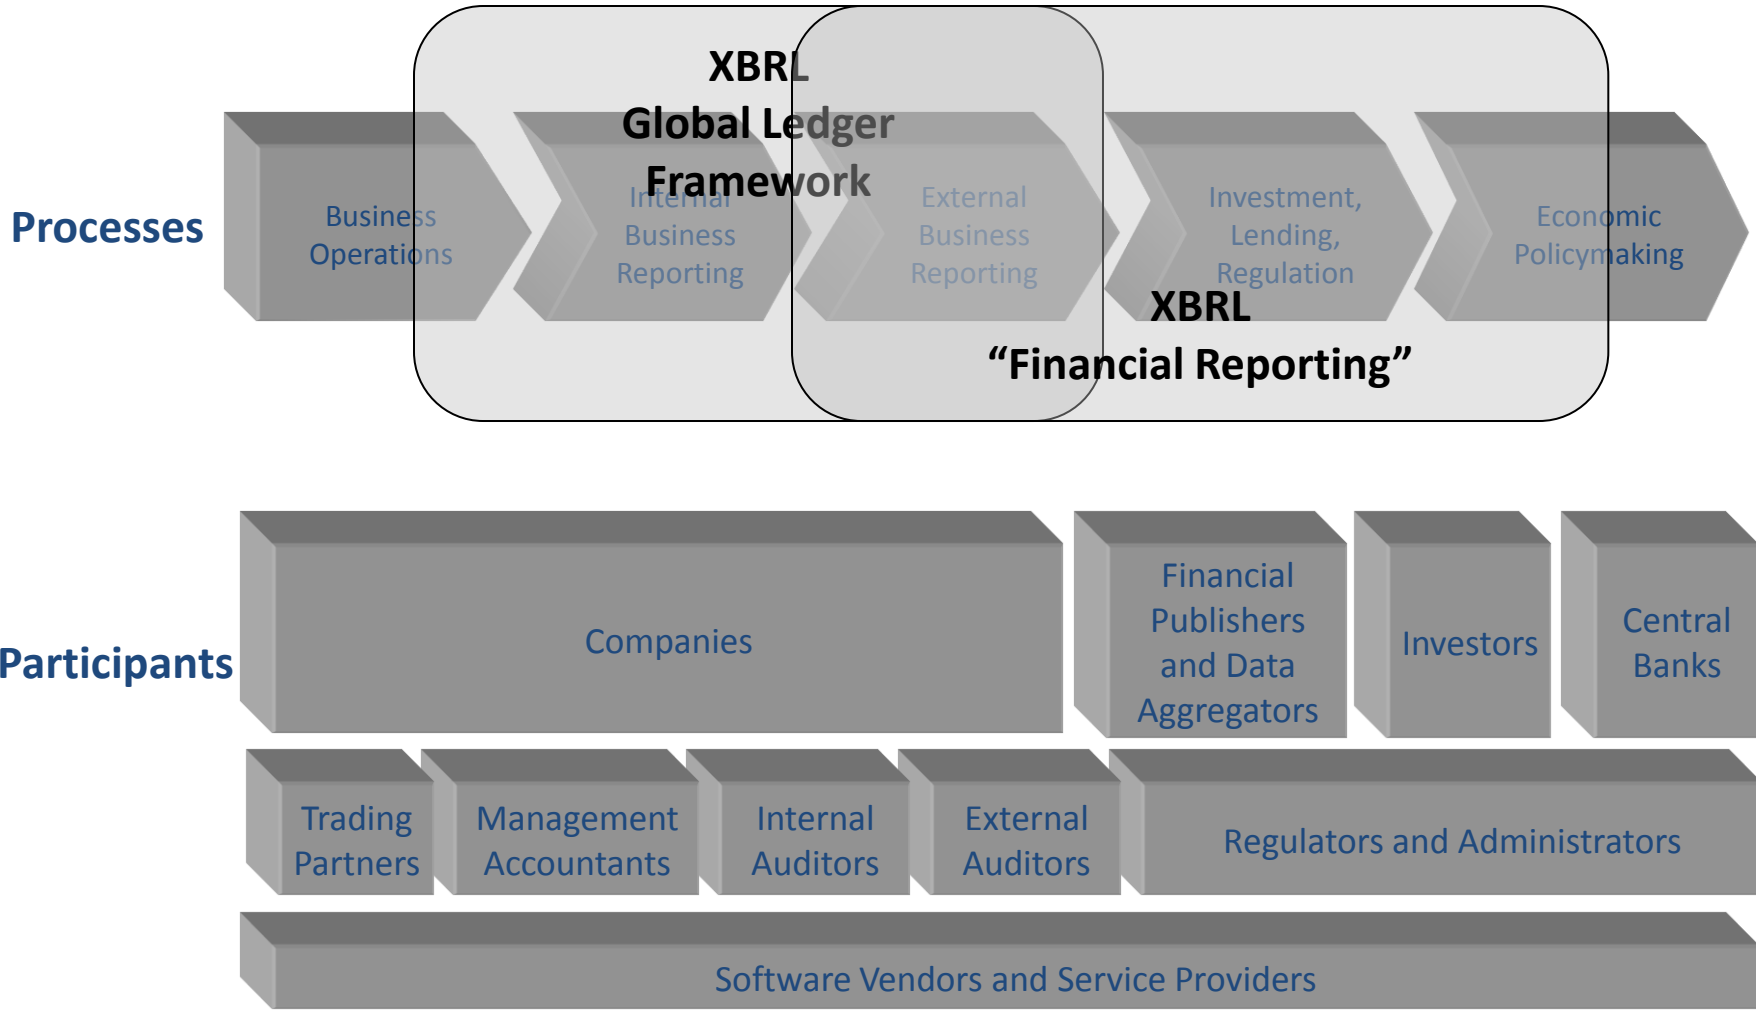 XBRL
Global Ledger
Framework
Processes
Business
Operations
Internal
Business
Reporting
External
Business
Reporting
Investment,
Lending,
Regulation
Economic
Policymaking
XBRL
“Financial Reporting”
Participants
Companies
Financial
Publishers
and Data
Aggregators
Investors
Central
Banks
Trading
Partners
Management
Accountants
Internal
Auditors
External
Auditors
Regulators and Administrators
Software Vendors and Service Providers